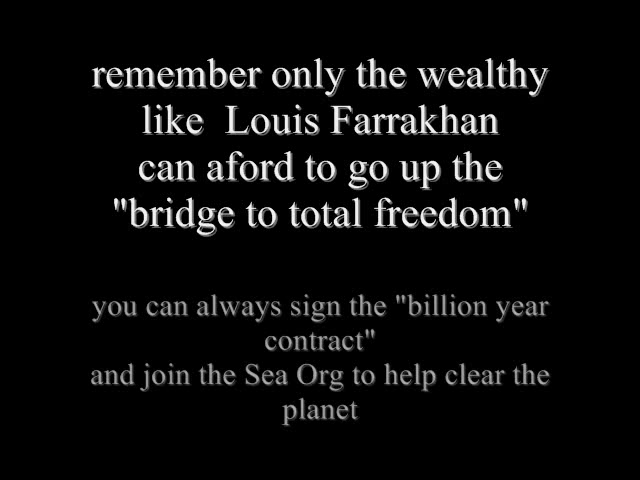 remember only the wealthy
like  Louis Farrakhan
can aford to go up the
"bridge to total freedom"
you can always sign the "billion year
contract"
and join the Sea Org to help clear the
planet